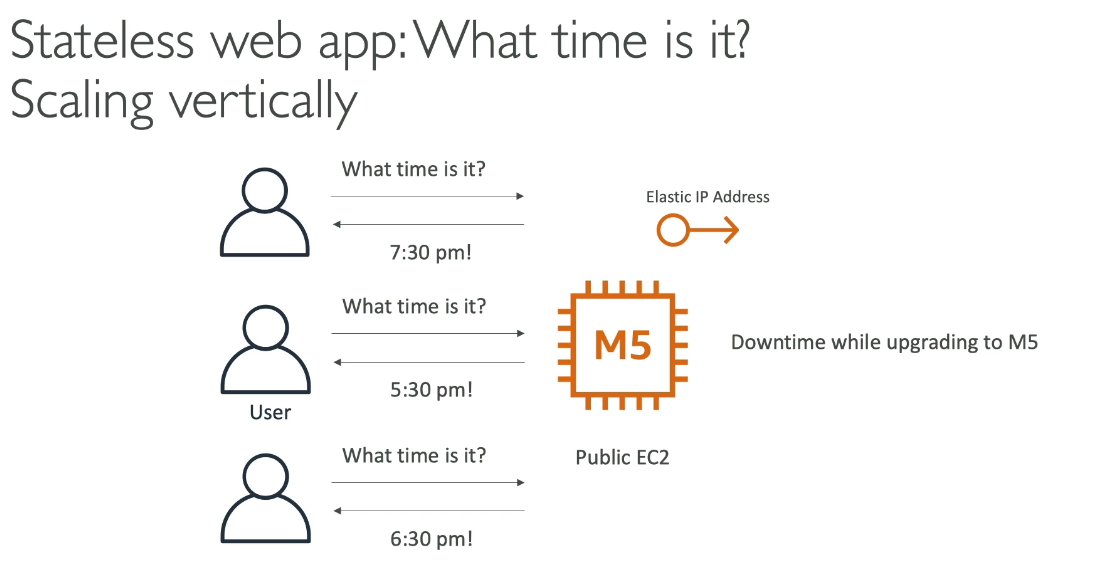 Stateless web app: What time is it?
Scaling vertically
What time is it?
7:30 pm!
Elastic IP Address
What time is it?
5:30 pm!
User
M5
Downtime while upgrading to M5
Public EC2
What time is it?
6:30 pm!